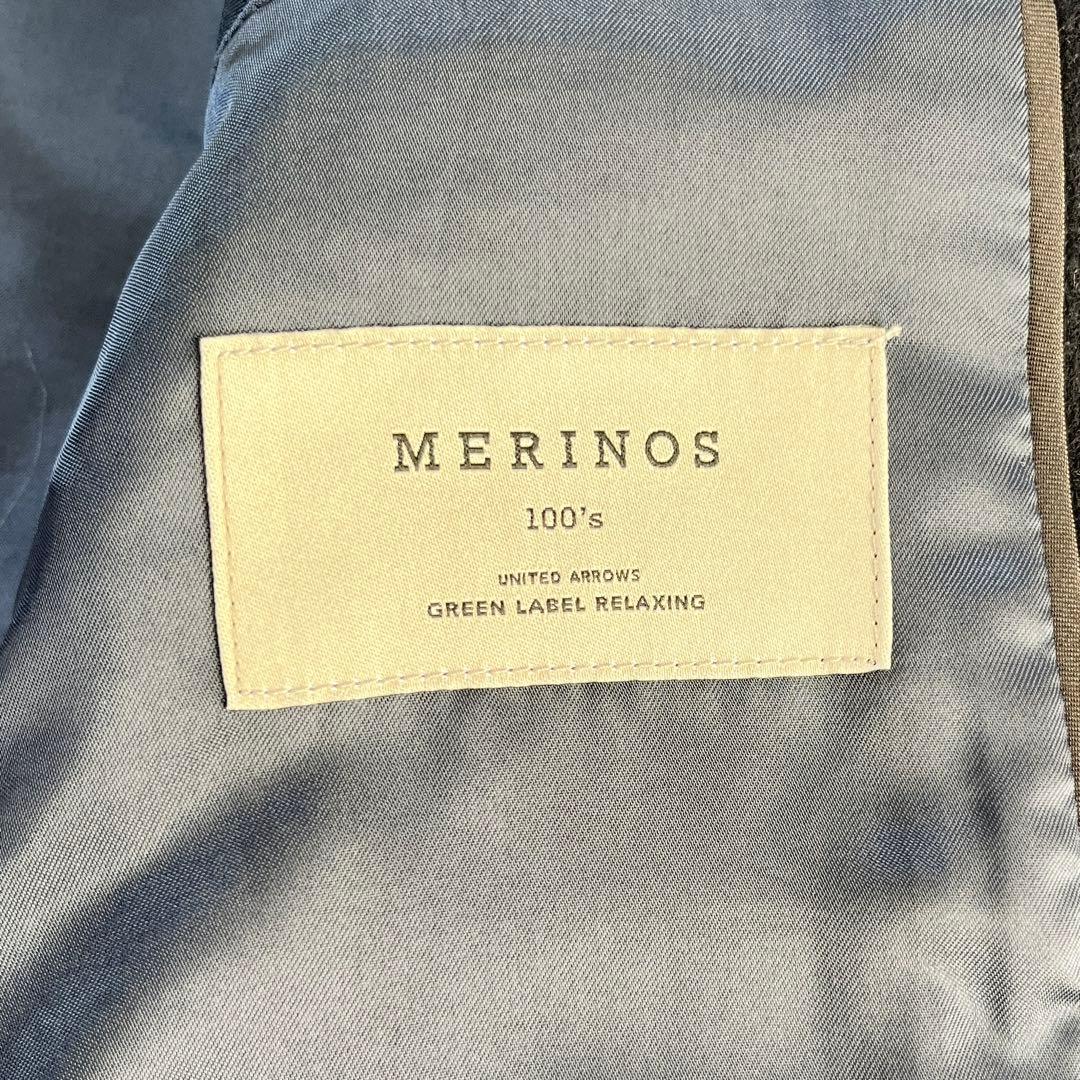 MERINOS
100's
UNITED ARROWS
GREEN LABEL RELAXING